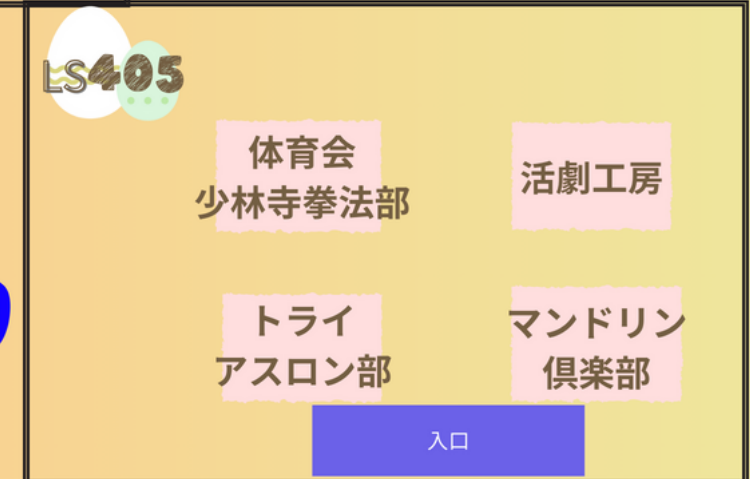 LS405
体育会
少林寺拳法部
活劇工房
トライ
アスロン部
マンドリン
倶楽部
入口